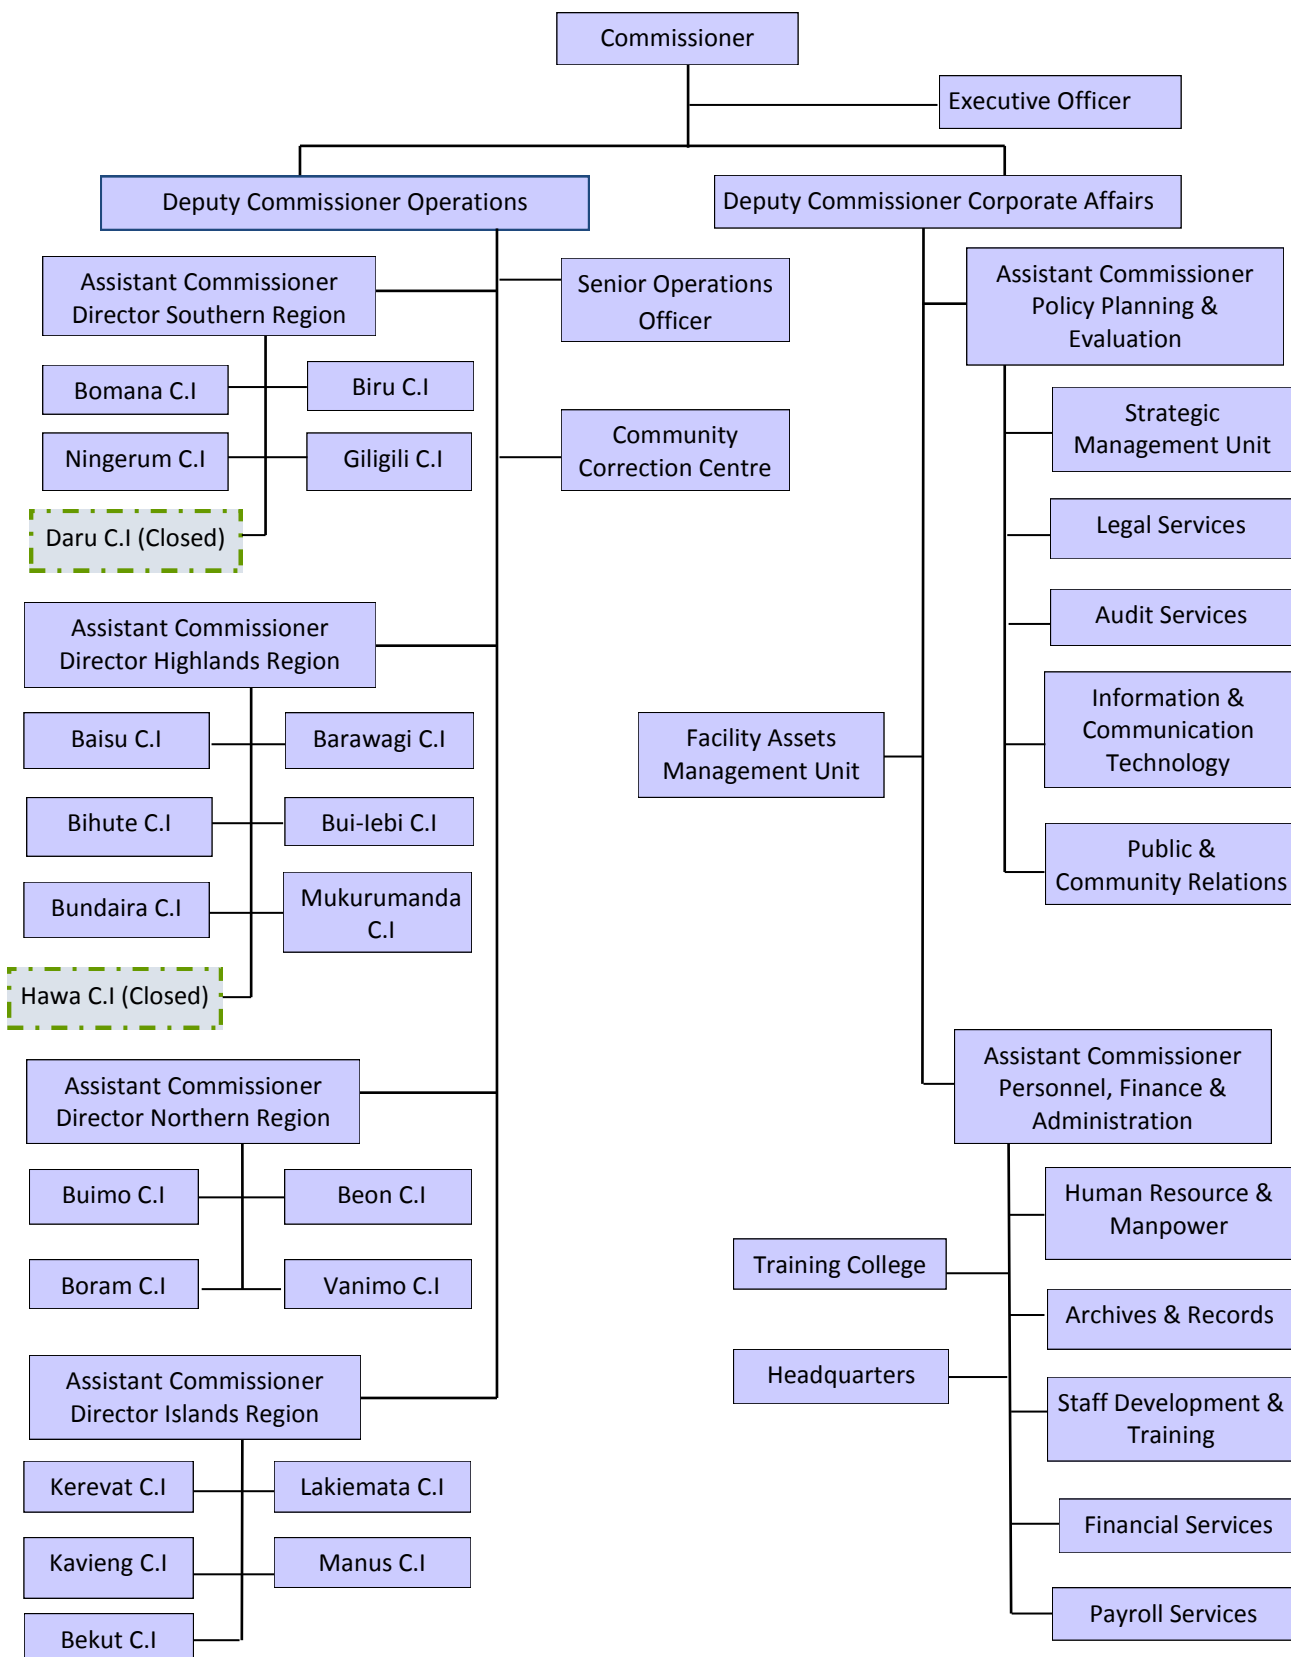 Commissioner
Executive Officer
Deputy Commissioner Operations
Deputy Commissioner Corporate Affairs
Assistant Commissioner
Director Southern Region
Senior Operations
Officer
Bomana C.I
Biru C.I
Ningerum C.I
Giligili C.I
Community
Correction Centre
Daru C.I (Closed)
Assistant Commissioner
Director Highlands Region
Baisu C.I
Barawagi C.I
Bihute C.I
Bui-Iebi C.I
Bundaira C.I
Mukurumanda
C.I
Hawa C.I (Closed)
Assistant Commissioner
Director Northern Region
Buimo C.I
Beon C.I
Boram C.I
Vanimo C.I
Assistant Commissioner
Director Islands Region
Kerevat C.I
Lakiemata C.I
Kavieng C.I
Manus C.I
Bekut C.I
Assistant Commissioner
Policy Planning &
Evaluation
Strategic
Management Unit
Legal Services
Audit Services
Information &
Communication
Technology
Public &
Community Relations
Facility Assets
Management Unit
Assistant Commissioner
Personnel, Finance &
Administration
Human Resource &
Manpower
Training College
Archives & Records
Headquarters
Staff Development &
Training
Financial Services
Payroll Services